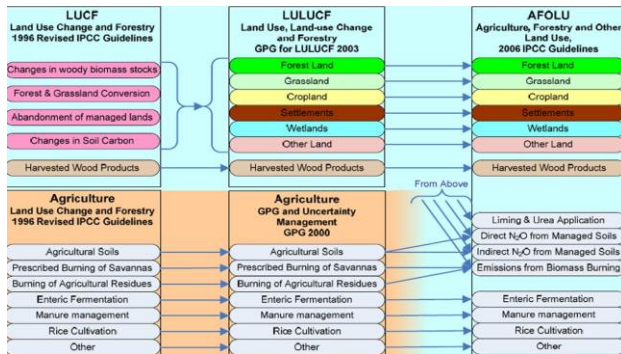 LUCF
Land Use Change and Forestry
1996 Revised IPCC Guidelines
Changes in woody biomass stocks
Forest & Grassland Conversion
Abandonment of managed lands
Changes in Soil Carbon
Harvested Wood Products
LULUCF
Land Use, Land-use Change
and Forestry
GPG for LULUCF 2003
Forest Land
Grassland
Cropland
Settlements
Wetlands
Other Land
Harvested Wood Products
AFOLU
Agriculture, Forestry and Other
Land Use,
2006 IPCC Guidelines
Forest Land
Grassland
Cropland
Settlements
Wetlands
Other Land
Harvested Wood Products
Agriculture
Land Use Change and Forestry
1996 Revised IPCC Guidelines
Agricultural Soils
Prescribed Burning of Savannas
Burning of Agricultural Residues
Enteric Fermentation
Manure management
Rice Cultivation
Other
Agriculture
GPG and Uncertainty
Management
GPG 2000
Agricultural Soils
Prescribed Burning of Savannas
Burning of Agricultural Residues
Enteric Fermentation
Manure management
Rice Cultivation
Other
From Above
Liming & Urea Application
Direct N₂O from Managed Soils
Indirect N₂O from Managed Soils
Emissions from Biomass Burning
Enteric Fermentation
Manure management
Rice Cultivation
Other